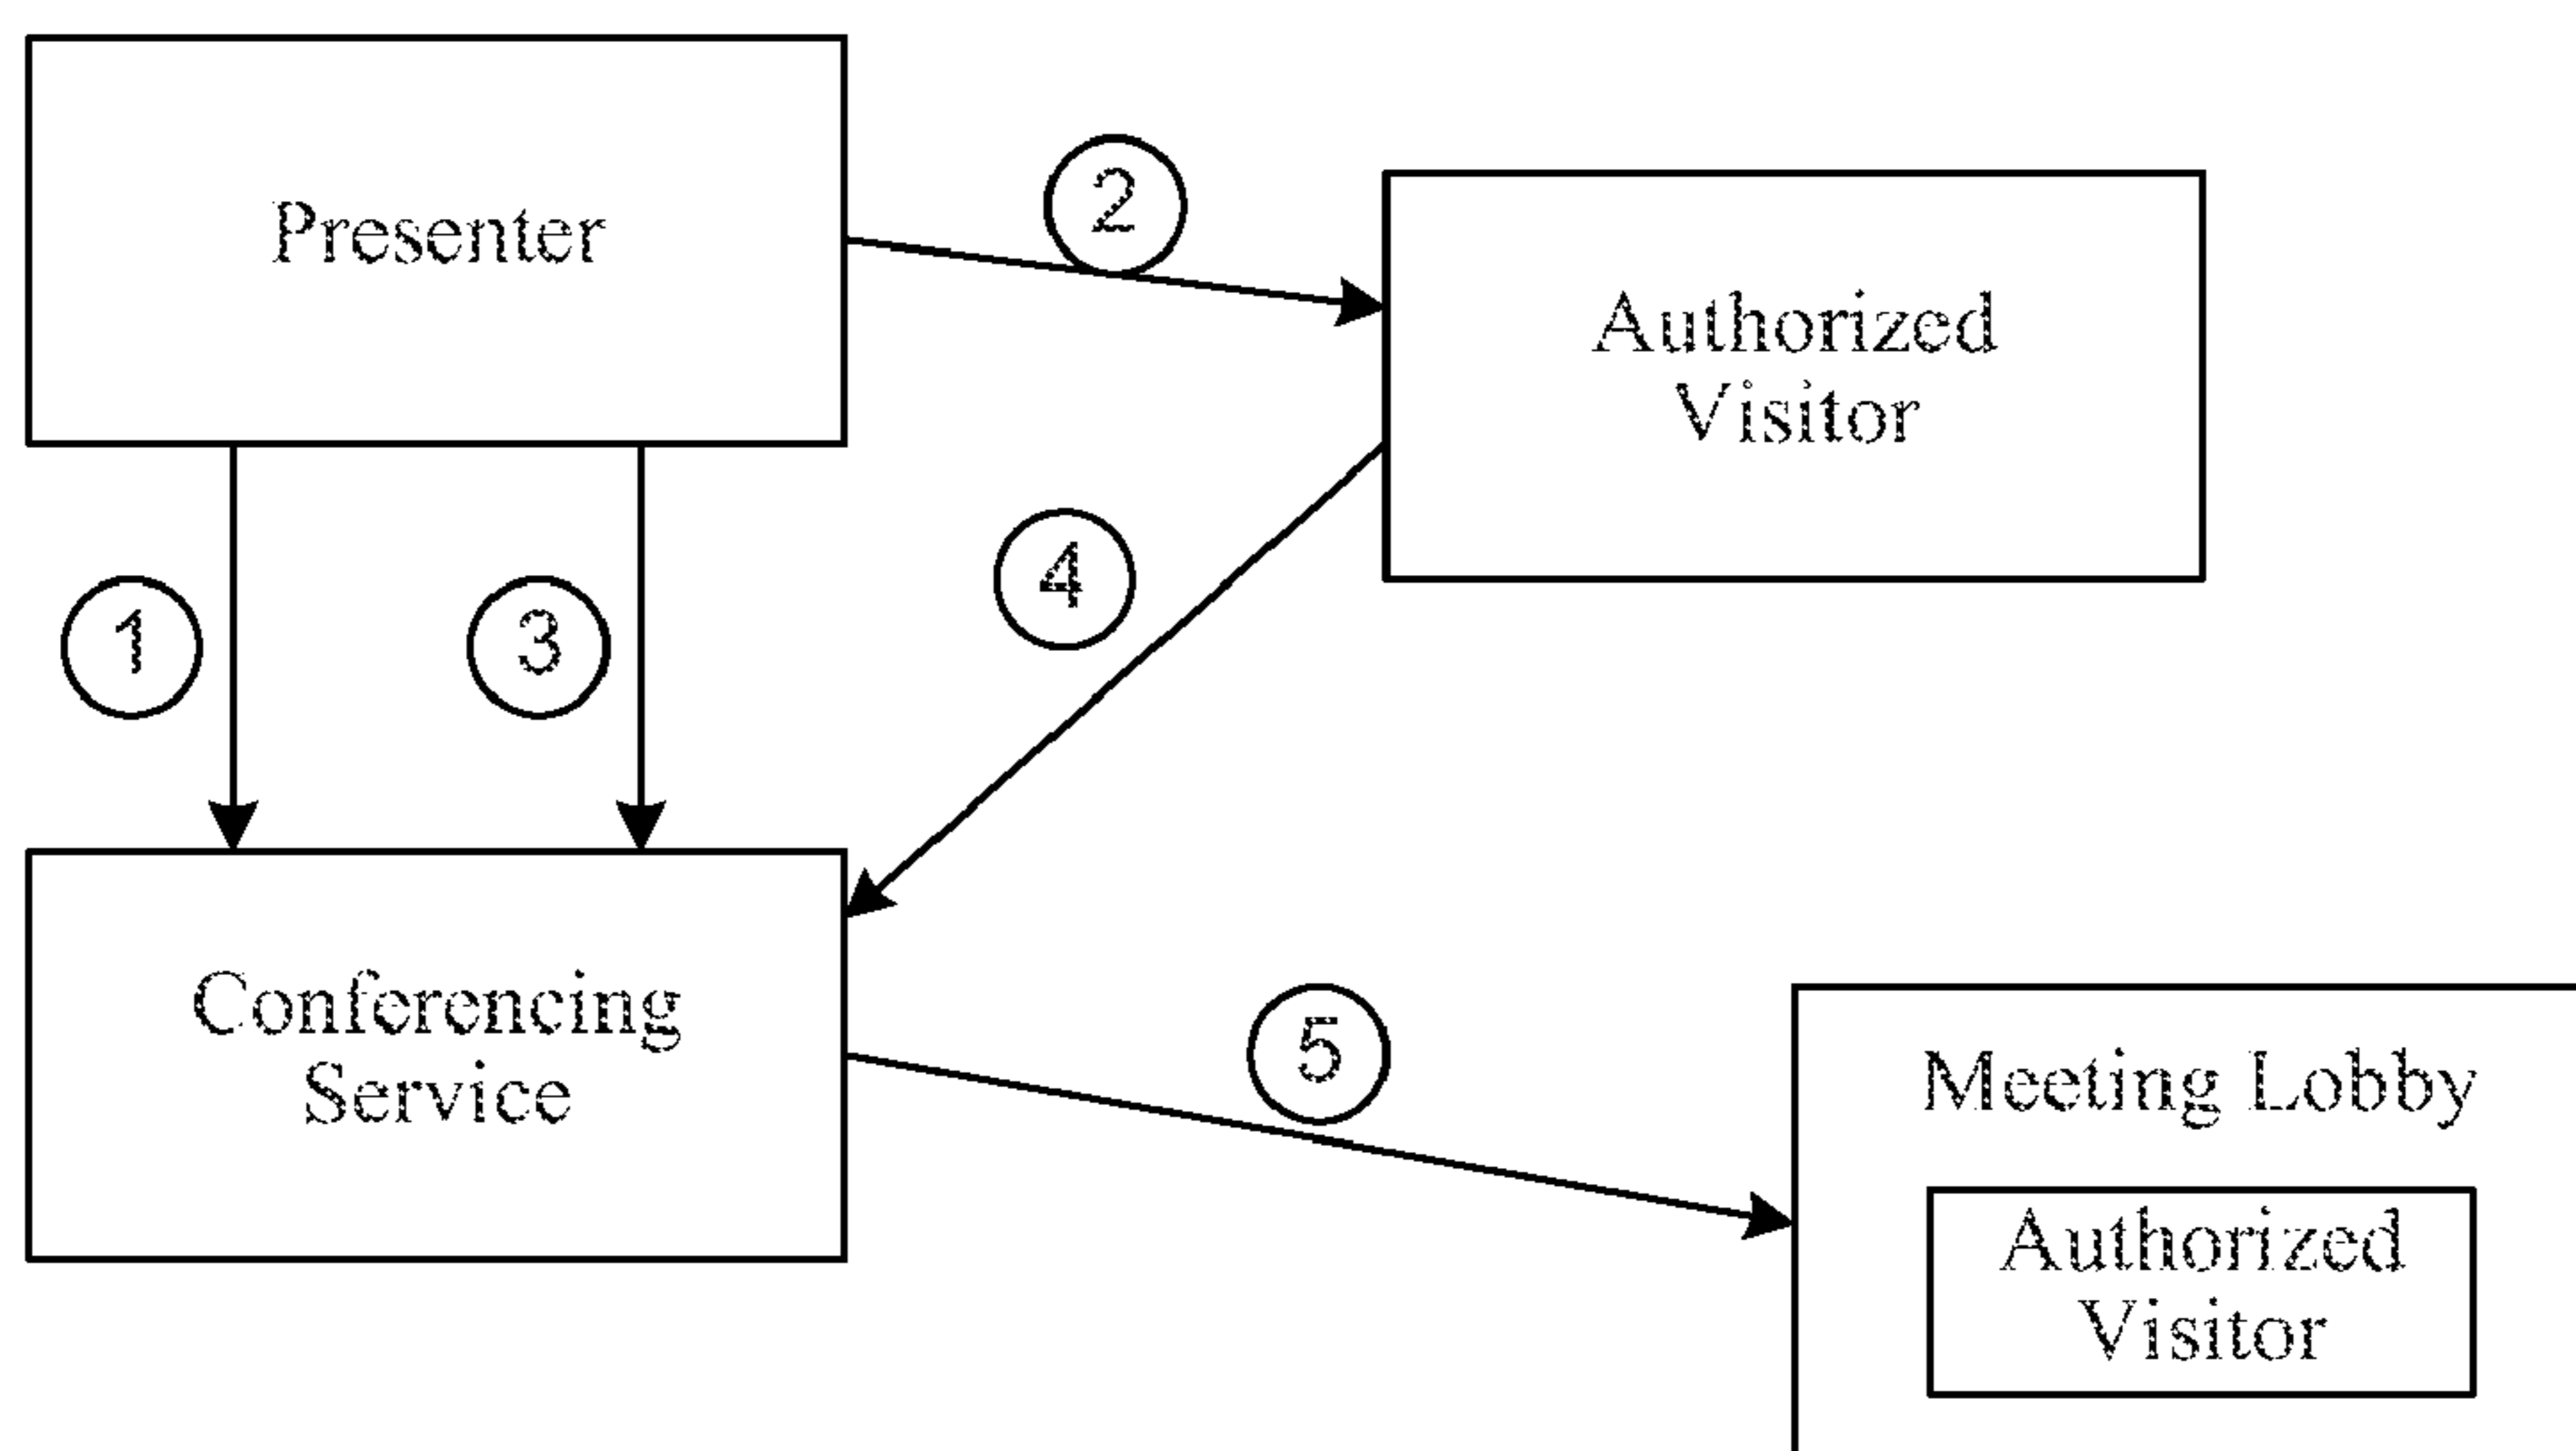 Presenter
2
Authorized
Visitor
1
3
4
Conferencing
Service
5
Meeting Lobby
Authorized
Visitor